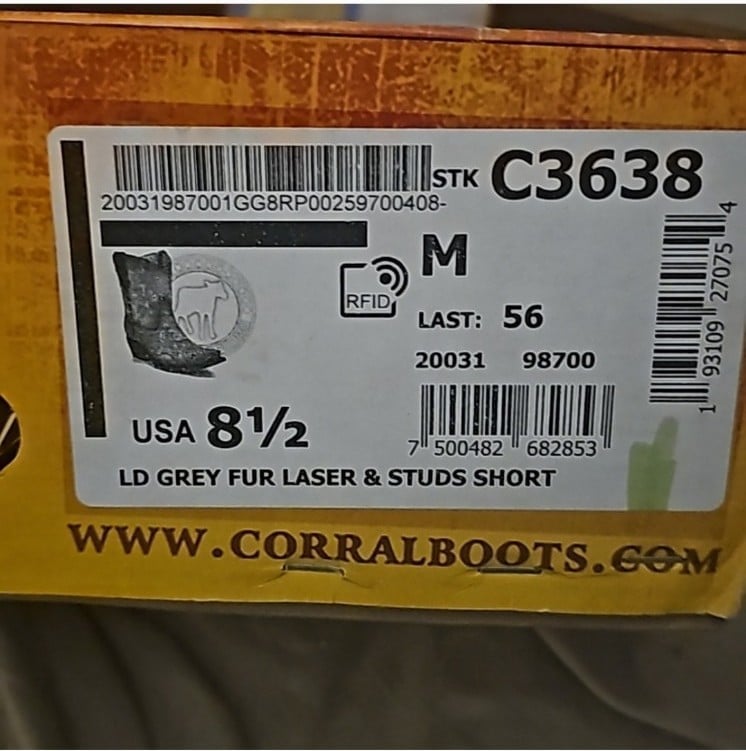 STK C3638
20031987001GG8RP00259700408-
M
RFID
LAST: 56
20031 98700
1 93109 27075 4
USA 8½
7 500482 682853
LD GREY FUR LASER & STUDS SHORT
WWW.CORRALBOOTS.COM